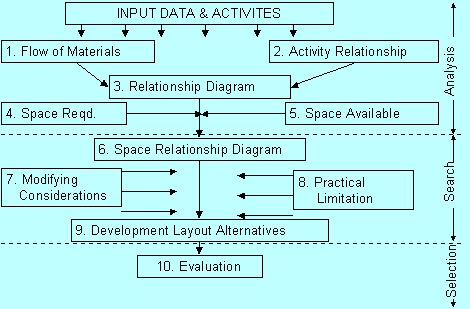 INPUT DATA & ACTIVITES
1. Flow of Materials
2. Activity Relationship
3. Relationship Diagram
4. Space Reqd.
5. Space Available
Analysis
6. Space Relationship Diagram
7. Modifying
Considerations
8. Practical
Limitation
9. Development Layout Alternatives
Search
10. Evaluation
Selection